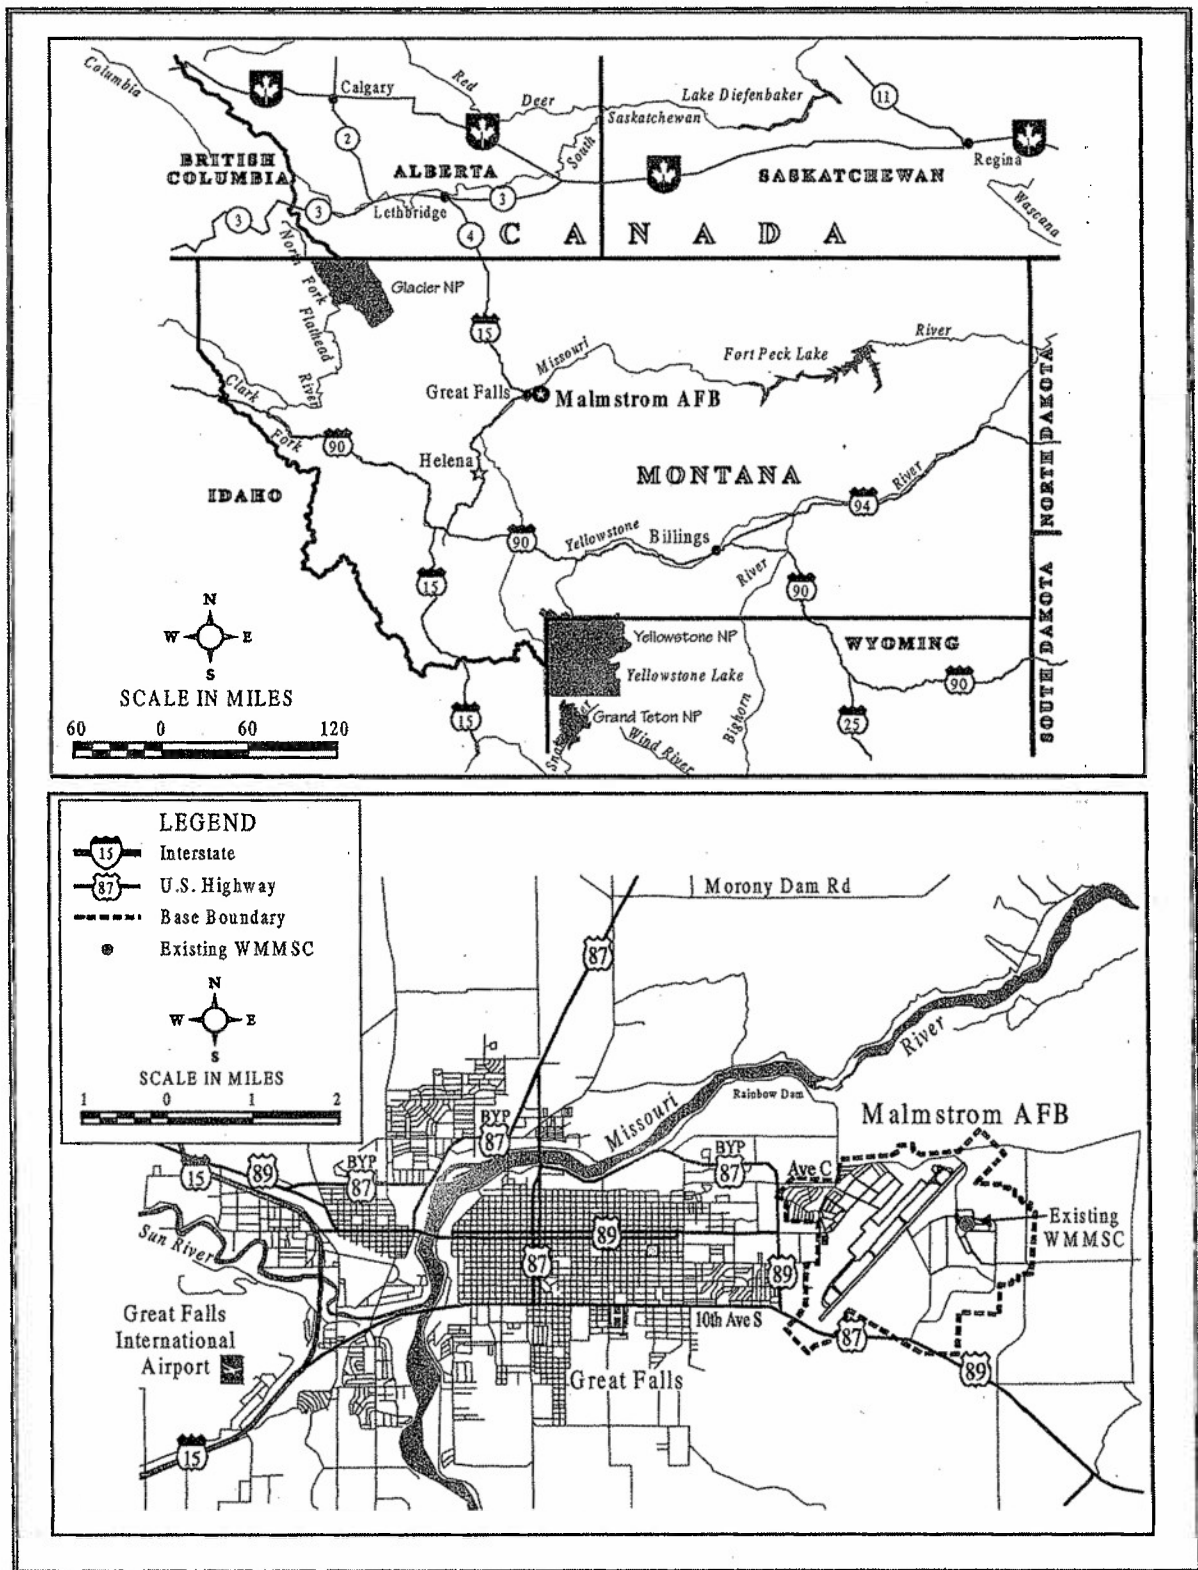 Columbia
Calgary
Red
Deer
Lake Diefenbaker
11
Saskatchewan
2
South
Regina
BRITISH
COLUMBIA
ALBERTA
SASKATCHEWAN
3
3
Lethbridge
3
Wascana
4
CANADA
North
Fork
Flathead
River
Glacier NP
15
Missouri
Fort Peck Lake
River
Great Falls
Malmstrom AFB
Clark
Fork
90
Helena
MONTANA
NORTH DAKOTA
IDAHO
90
Yellowstone
Billings
94
River
15
River
90
N
W
E
S
Yellowstone NP
WYOMING
Yellowstone Lake
90
SOUTH DAKOTA
SCALE IN MILES
60 0 60 120
15
Grand Teton NP
Wind River
Bighorn
25
LEGEND
15 Interstate
87 U.S. Highway
Base Boundary
Existing WMMSC
N
W
E
S
SCALE IN MILES
1 0 1 2
Morony Dam Rd
87
River
Rainbow Dam
Missouri
Malmstrom AFB
BYP
87
15
89
BYP
87
BYP
87
Ave C
Sun River
89
Existing
WMMSC
87
89
Great Falls
International
Airport
10th Ave S
87
89
Great Falls
15